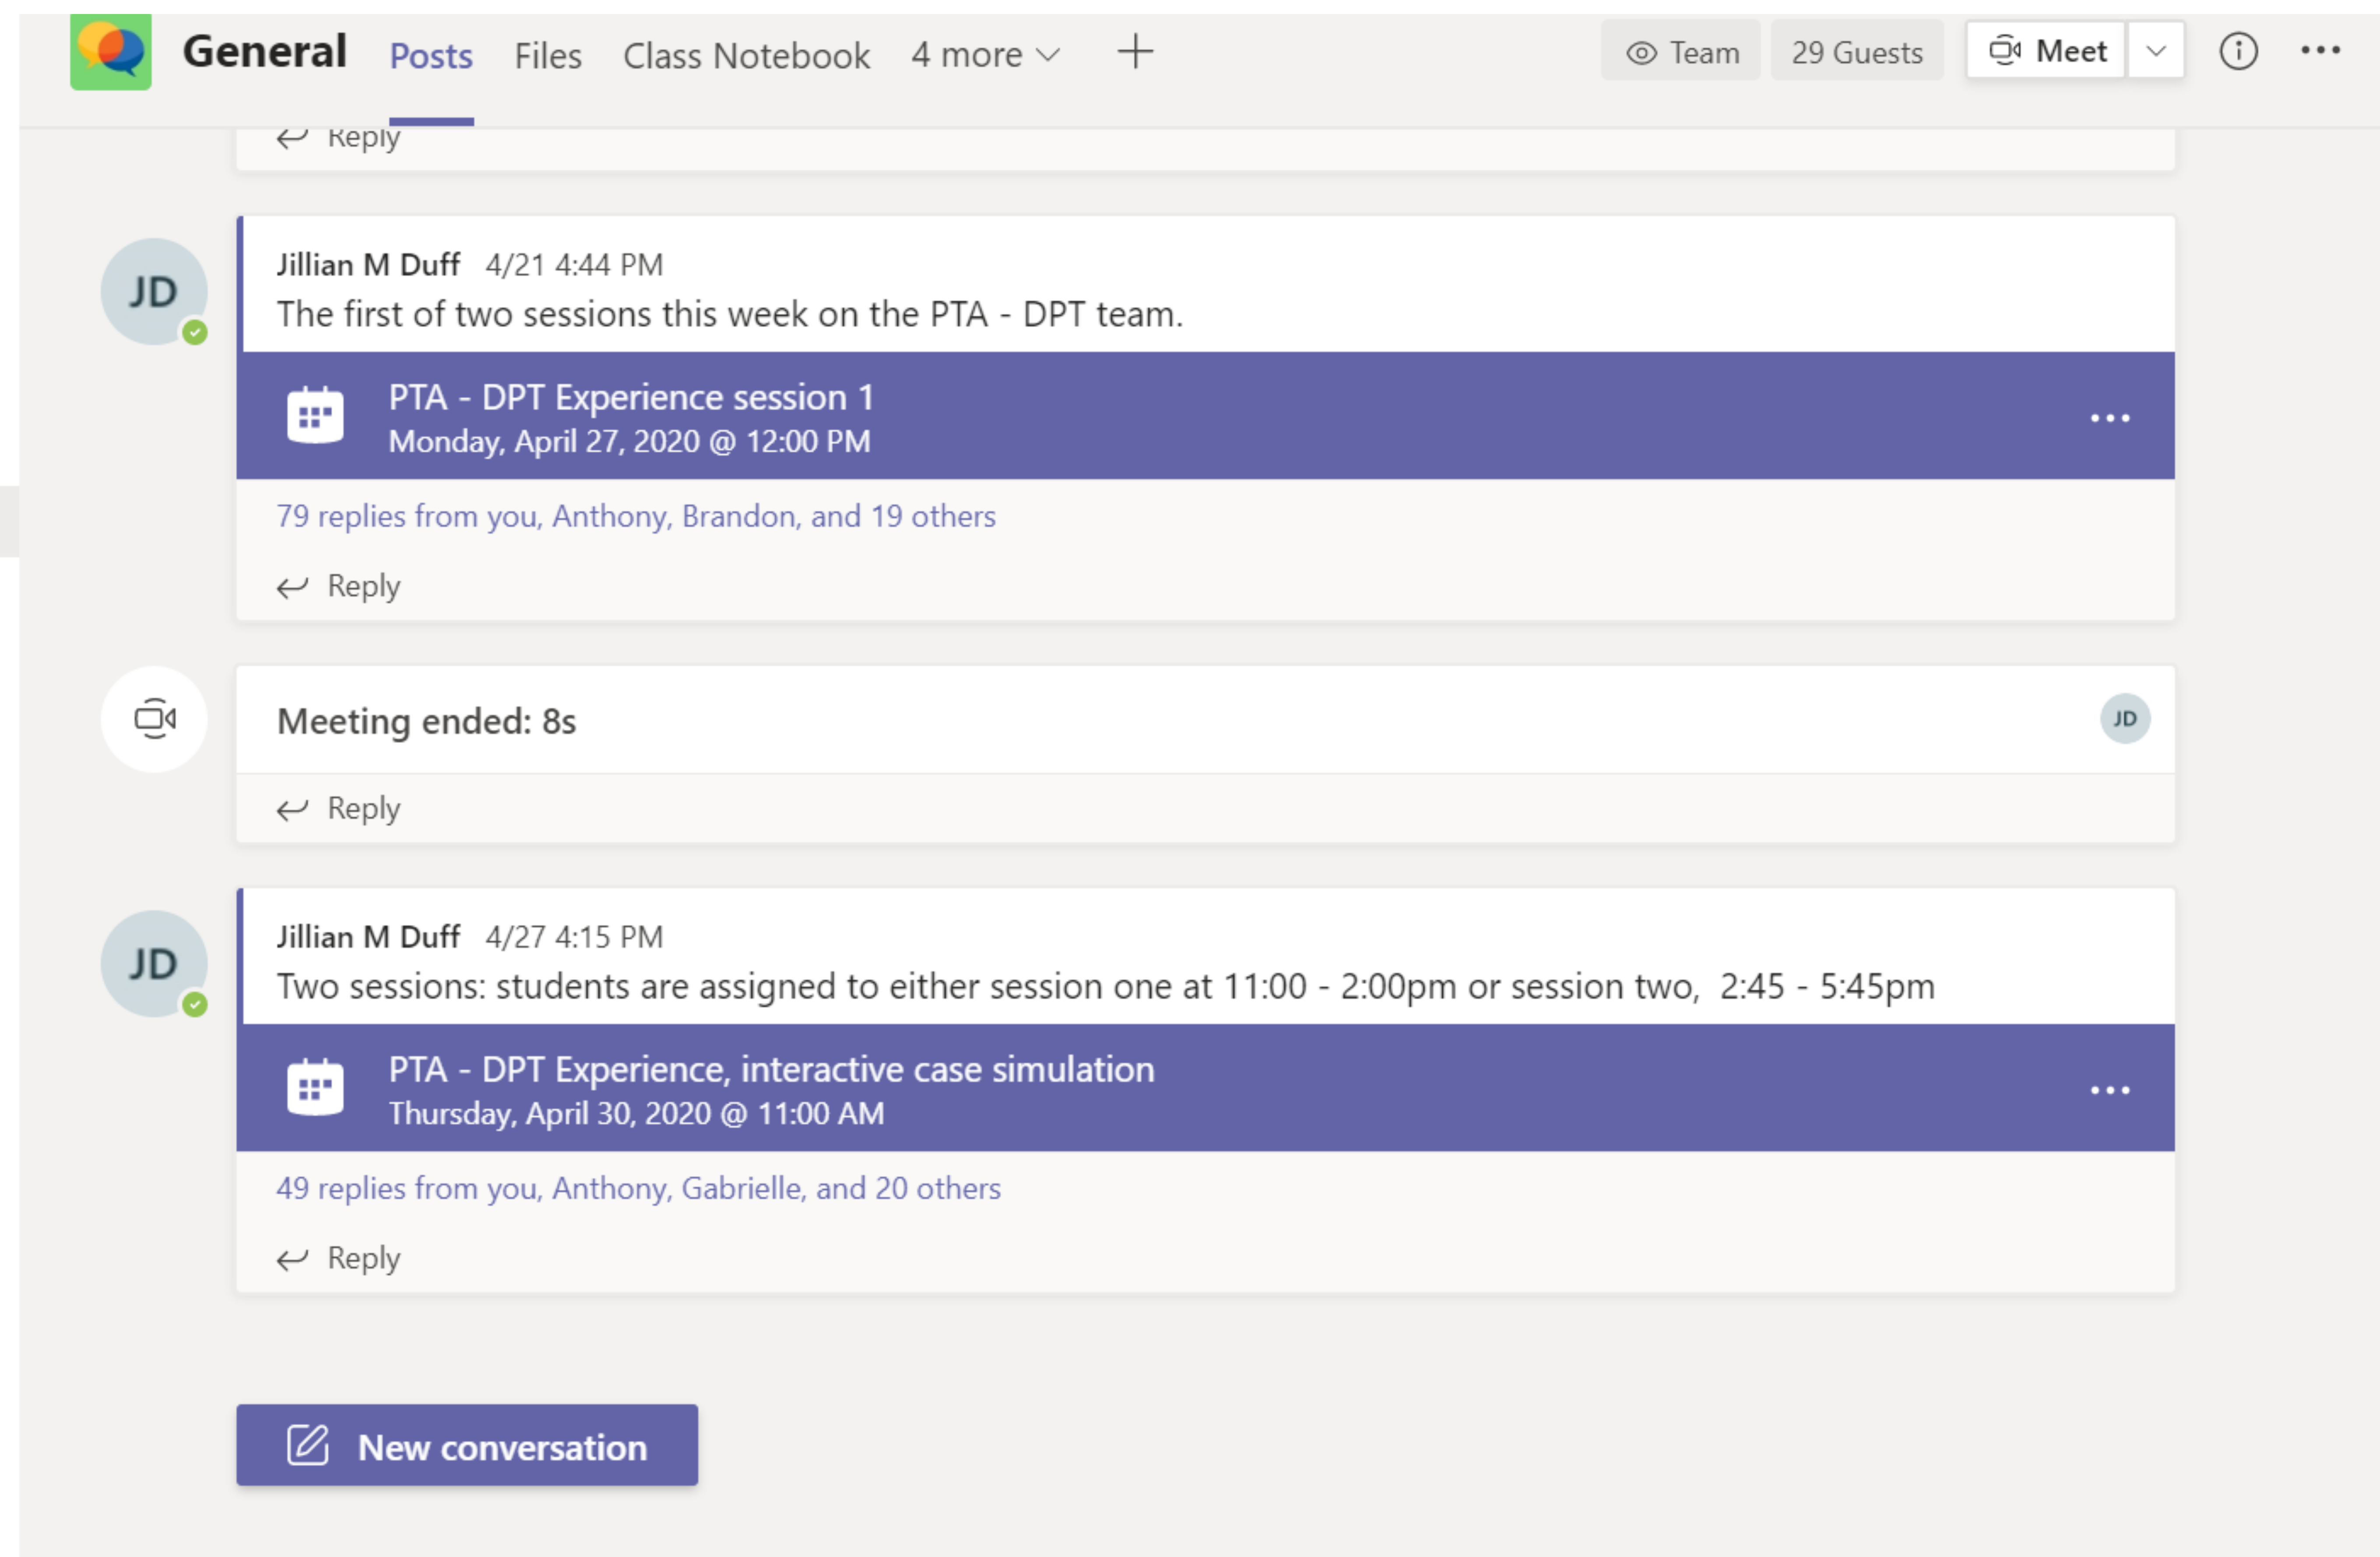 General Posts Files Class Notebook 4 more Team 29 Guests Meet
Reply
JD
Jillian M Duff 4/21 4:44 PM
The first of two sessions this week on the PTA - DPT team.
PTA - DPT Experience session 1
Monday, April 27, 2020 @ 12:00 PM
79 replies from you, Anthony, Brandon, and 19 others
Reply
Meeting ended: 8s JD
Reply
JD
Jillian M Duff 4/27 4:15 PM
Two sessions: students are assigned to either session one at 11:00 - 2:00pm or session two, 2:45 - 5:45pm
PTA - DPT Experience, interactive case simulation
Thursday, April 30, 2020 @ 11:00 AM
49 replies from you, Anthony, Gabrielle, and 20 others
Reply
New conversation